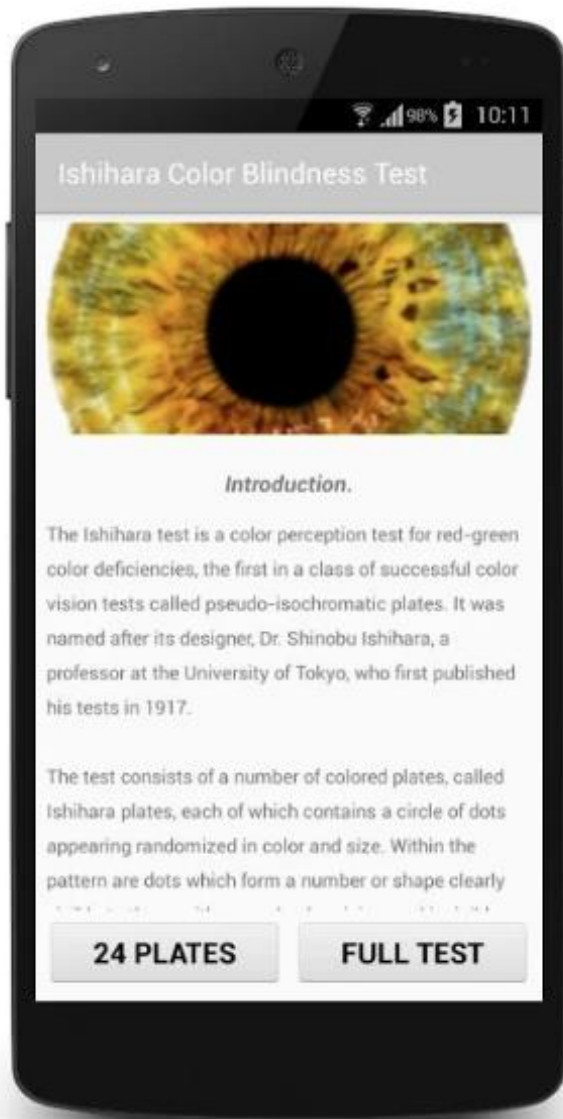 98% 10:11
Ishihara Color Blindness Test
Introduction.
The Ishihara test is a color perception test for red-green
color deficiencies, the first in a class of successful color
vision tests called pseudo-isochromatic plates. It was
named after its designer, Dr. Shinobu Ishihara, a
professor at the University of Tokyo, who first published
his tests in 1917.
The test consists of a number of colored plates, called
Ishihara plates, each of which contains a circle of dots
appearing randomized in color and size. Within the
pattern are dots which form a number or shape clearly
24 PLATES FULL TEST